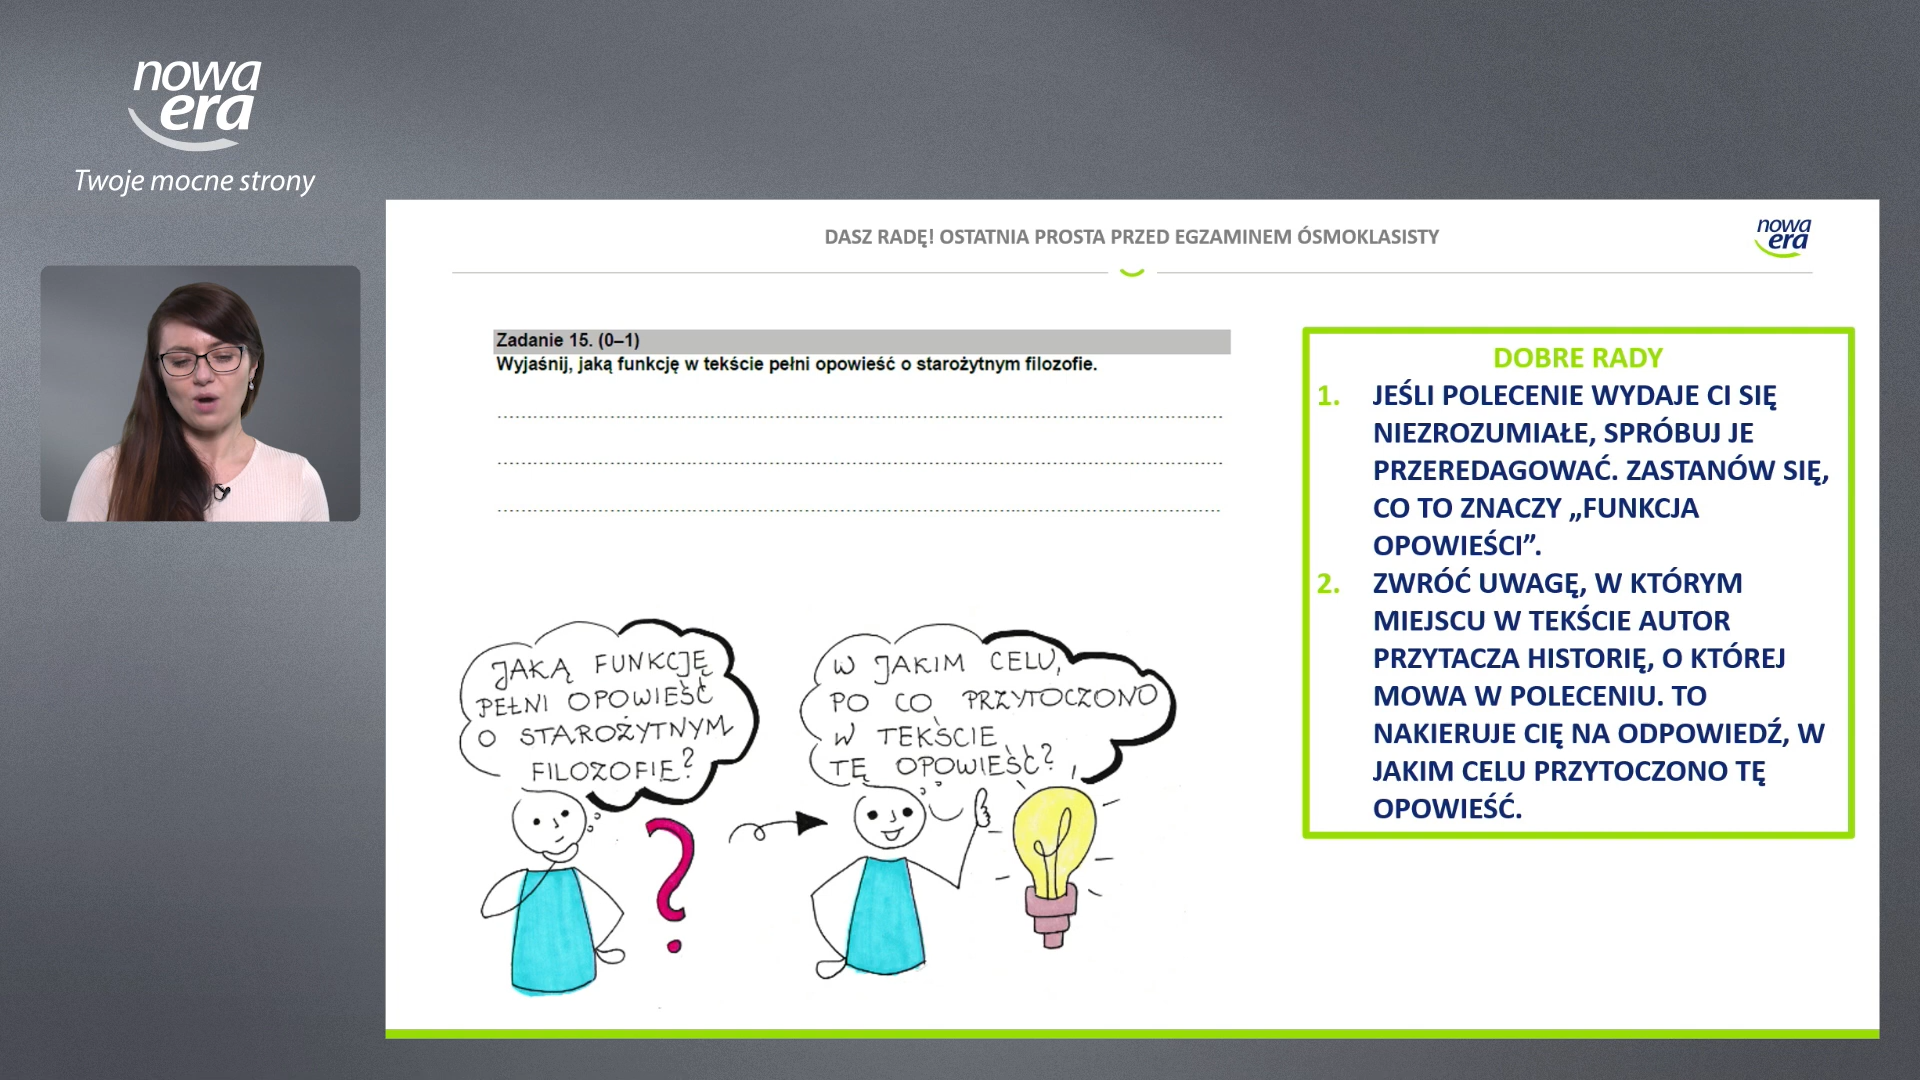 nowa
era
Twoje mocne strony
DASZ RADĘ! OSTATNIA PROSTA PRZED EGZAMINEM ÓSMOKLASISTY
nowa
era
Zadanie 15. (0–1)
Wyjaśnij, jaką funkcję w tekście pełni opowieść o starożytnym filozofie.
JAKĄ FUNKCJĘ
PEŁNI OPOWIEŚĆ
O STAROŻYTNYM
FILOZOFIE?
W JAKIM CELU,
PO CO PRZYTOCZONO
W TEKŚCIE
TĘ OPOWIEŚĆ?
DOBRE RADY
1. JEŚLI POLECENIE WYDAJE CI SIĘ
NIEZROZUMIAŁE, SPRÓBUJ JE
PRZEREDAGOWAĆ. ZASTANÓW SIĘ,
CO TO ZNACZY „FUNKCJA
OPOWIEŚCI”.
2. ZWRÓĆ UWAGĘ, W KTÓRYM
MIEJSCU W TEKŚCIE AUTOR
PRZYTACZA HISTORIĘ, O KTÓREJ
MOWA W POLECENIU. TO
NAKIERUJE CIĘ NA ODPOWIEDŹ, W
JAKIM CELU PRZYTOCZONO TĘ
OPOWIEŚĆ.